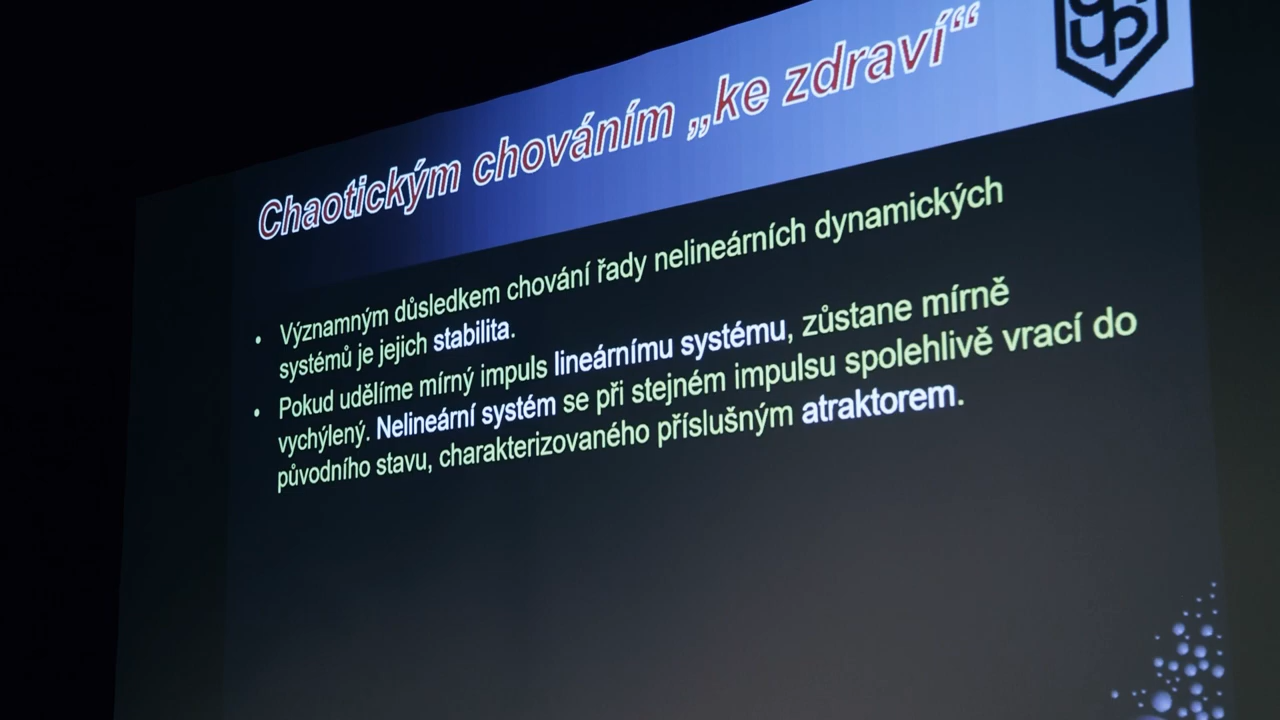 Chaotickým chováním „ke zdraví“
• Významným důsledkem chování řady nelineárních dynamických
systémů je jejich stabilita.
• Pokud udělíme mírný impuls lineárnímu systému, zůstane mírně
vychýlený. Nelineární systém se při stejném impulsu spolehlivě vrací do
původního stavu, charakterizovaného příslušným atraktorem.